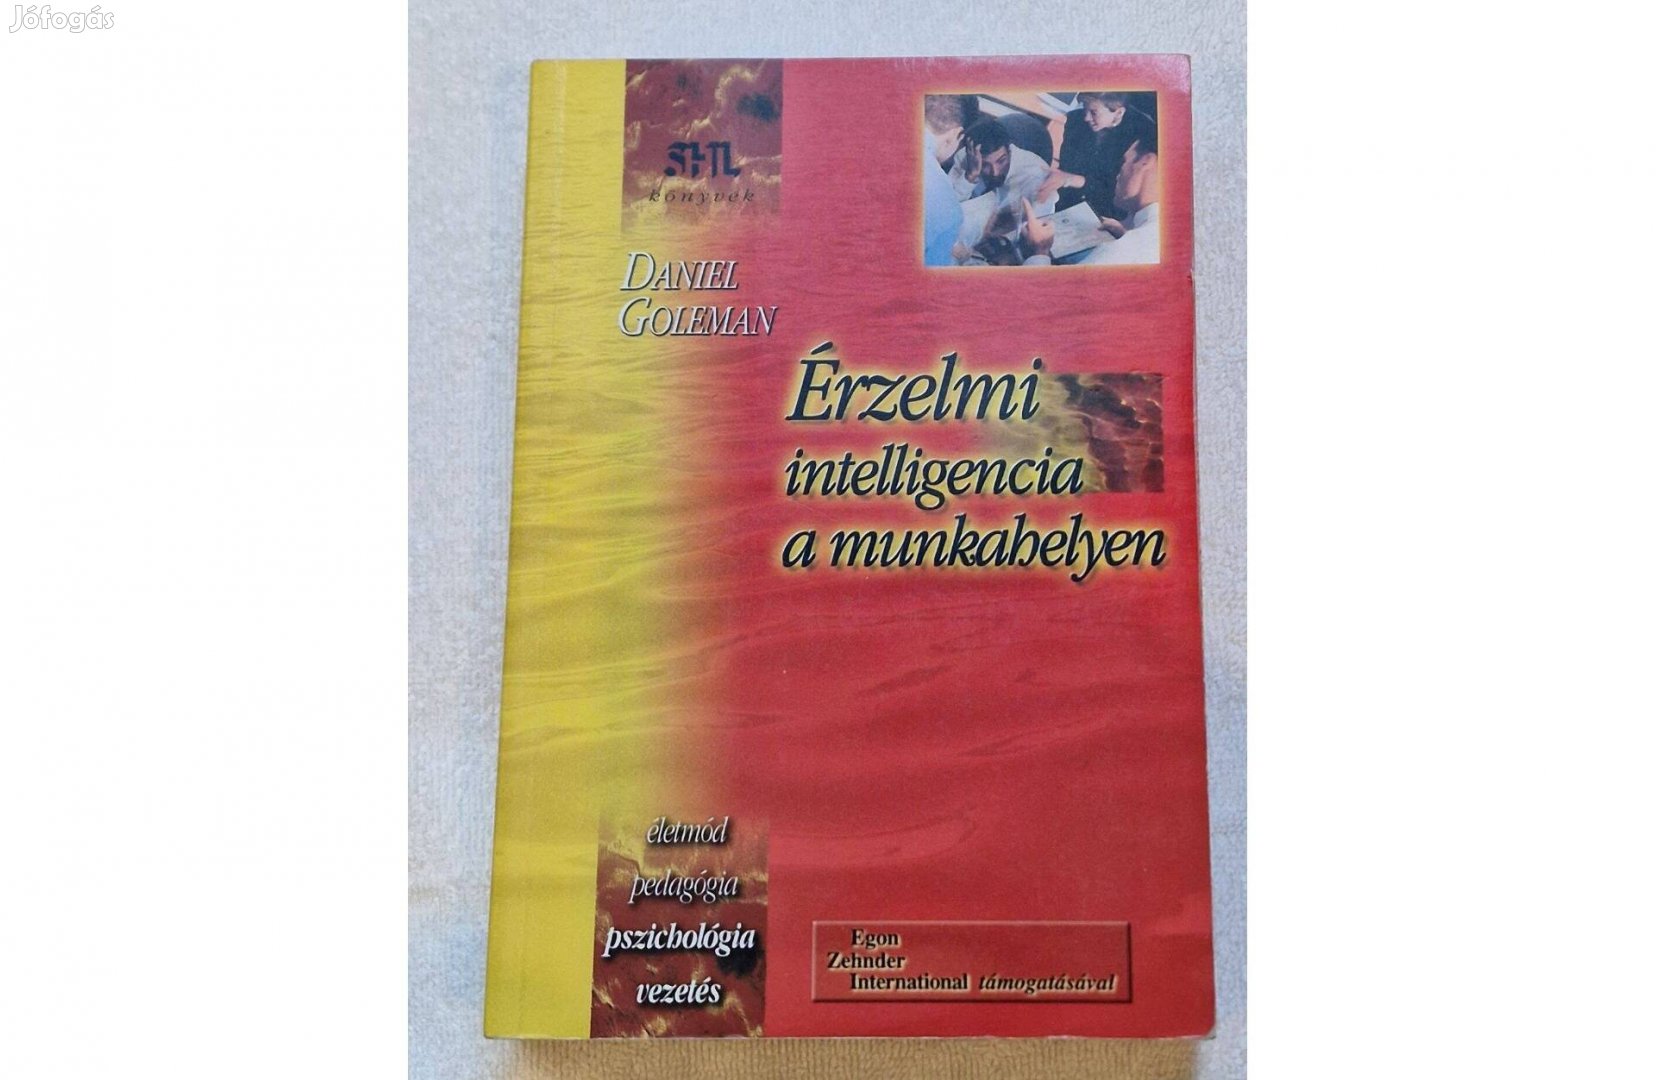 Jófogás
SHL
könyvek
DANIEL
GOLEMAN
Érzelmi
intelligencia
a munkahelyen
életmód
pedagógia
pszichológia
vezetés
Egon
Zehnder
International támogatásával